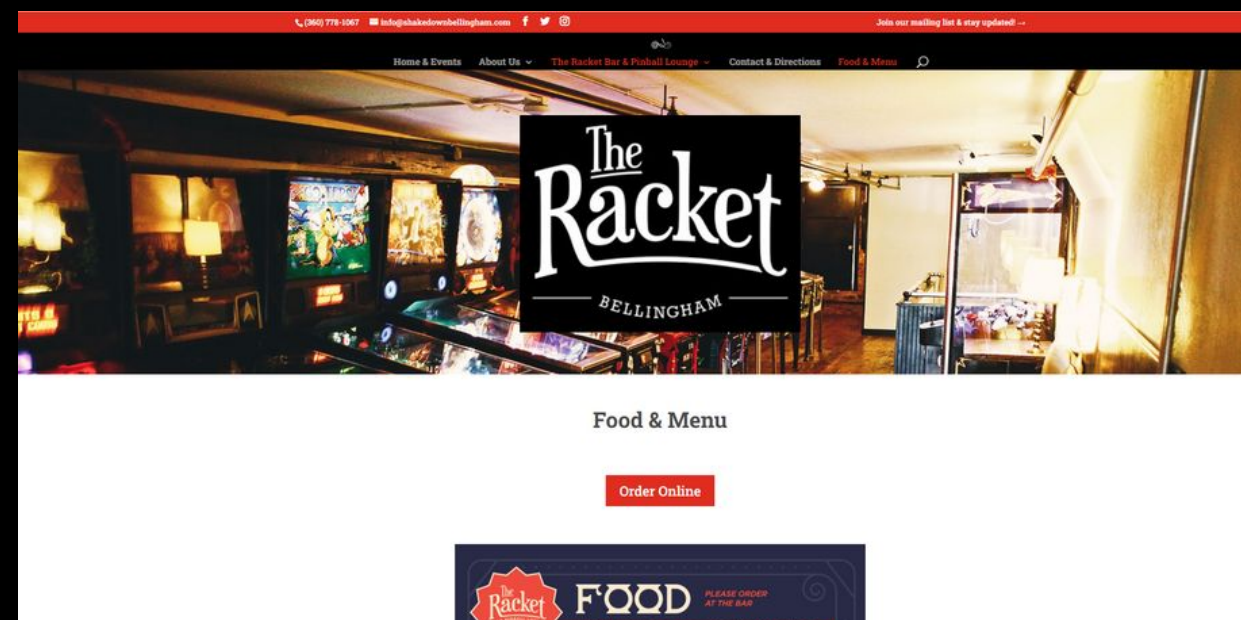 (360) 778-1067 info@shakedownbellingham.com Join our mailing list & stay updated! →
Home & Events About Us The Racket Bar & Pinball Lounge Contact & Directions Food & Menu
The
Racket
BELLINGHAM
Food & Menu
Order Online
The
Racket
FOOD
PLEASE ORDER
AT THE BAR